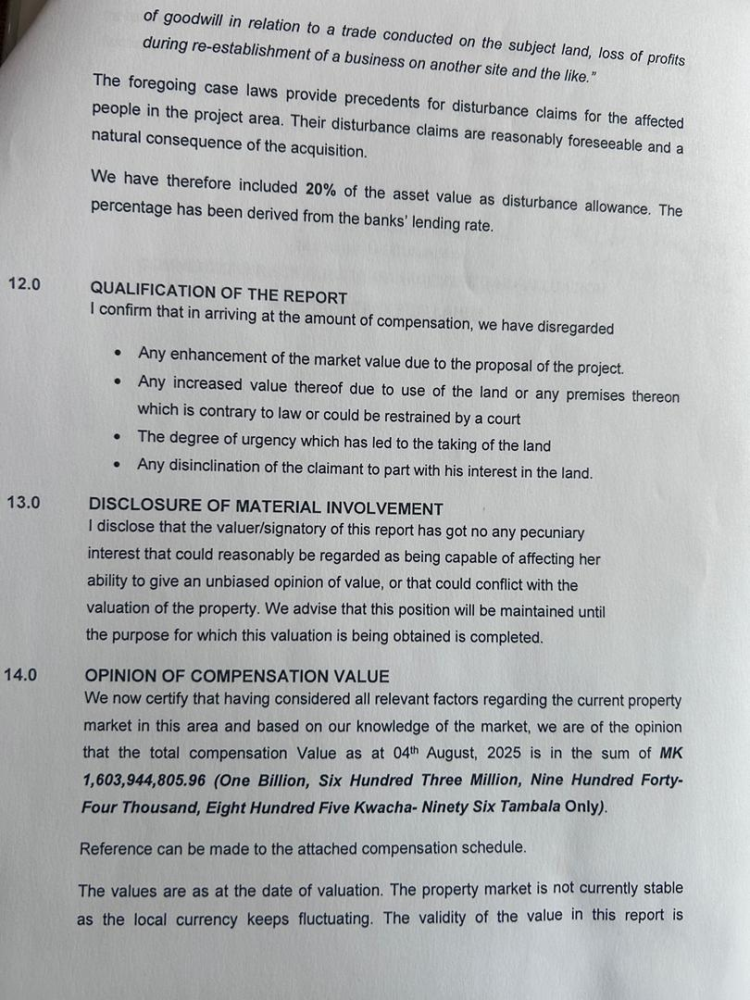 of goodwill in relation to a trade conducted on the subject land, loss of profits
during re-establishment of a business on another site and the like.”
The foregoing case laws provide precedents for disturbance claims for the affected
people in the project area. Their disturbance claims are reasonably foreseeable and a
natural consequence of the acquisition.
We have therefore included 20% of the asset value as disturbance allowance. The
percentage has been derived from the banks’ lending rate.
12.0 QUALIFICATION OF THE REPORT
I confirm that in arriving at the amount of compensation, we have disregarded
• Any enhancement of the market value due to the proposal of the project.
• Any increased value thereof due to use of the land or any premises thereon
which is contrary to law or could be restrained by a court
• The degree of urgency which has led to the taking of the land
• Any disinclination of the claimant to part with his interest in the land.
13.0 DISCLOSURE OF MATERIAL INVOLVEMENT
I disclose that the valuer/signatory of this report has got no any pecuniary
interest that could reasonably be regarded as being capable of affecting her
ability to give an unbiased opinion of value, or that could conflict with the
valuation of the property. We advise that this position will be maintained until
the purpose for which this valuation is being obtained is completed.
14.0 OPINION OF COMPENSATION VALUE
We now certify that having considered all relevant factors regarding the current property
market in this area and based on our knowledge of the market, we are of the opinion
that the total compensation Value as at 04th August, 2025 is in the sum of MK
1,603,944,805.96 (One Billion, Six Hundred Three Million, Nine Hundred Forty-
Four Thousand, Eight Hundred Five Kwacha- Ninety Six Tambala Only).
Reference can be made to the attached compensation schedule.
The values are as at the date of valuation. The property market is not currently stable
as the local currency keeps fluctuating. The validity of the value in this report is